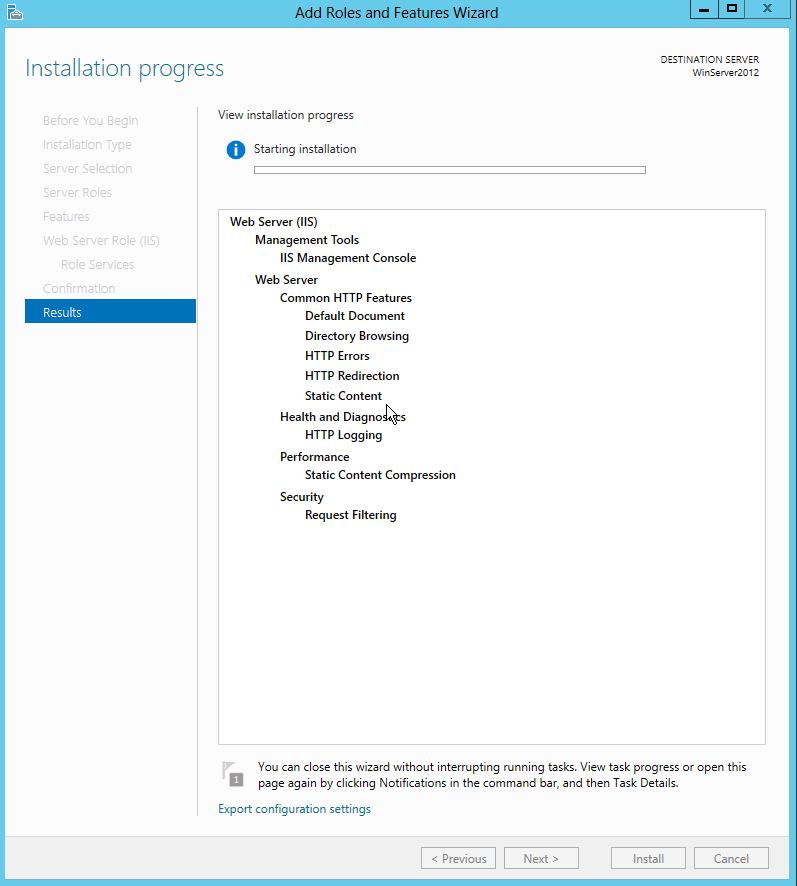 Add Roles and Features Wizard
Installation progress
DESTINATION SERVER
WinServer2012
Before You Begin
Installation Type
Server Selection
Server Roles
Features
Web Server Role (IIS)
Role Services
Confirmation
Results
View installation progress
Starting installation
Web Server (IIS)
Management Tools
IIS Management Console
Web Server
Common HTTP Features
Default Document
Directory Browsing
HTTP Errors
HTTP Redirection
Static Content
Health and Diagnostics
HTTP Logging
Performance
Static Content Compression
Security
Request Filtering
1
You can close this wizard without interrupting running tasks. View task progress or open this
page again by clicking Notifications in the command bar, and then Task Details.
Export configuration settings
< Previous
Next >
Install
Cancel